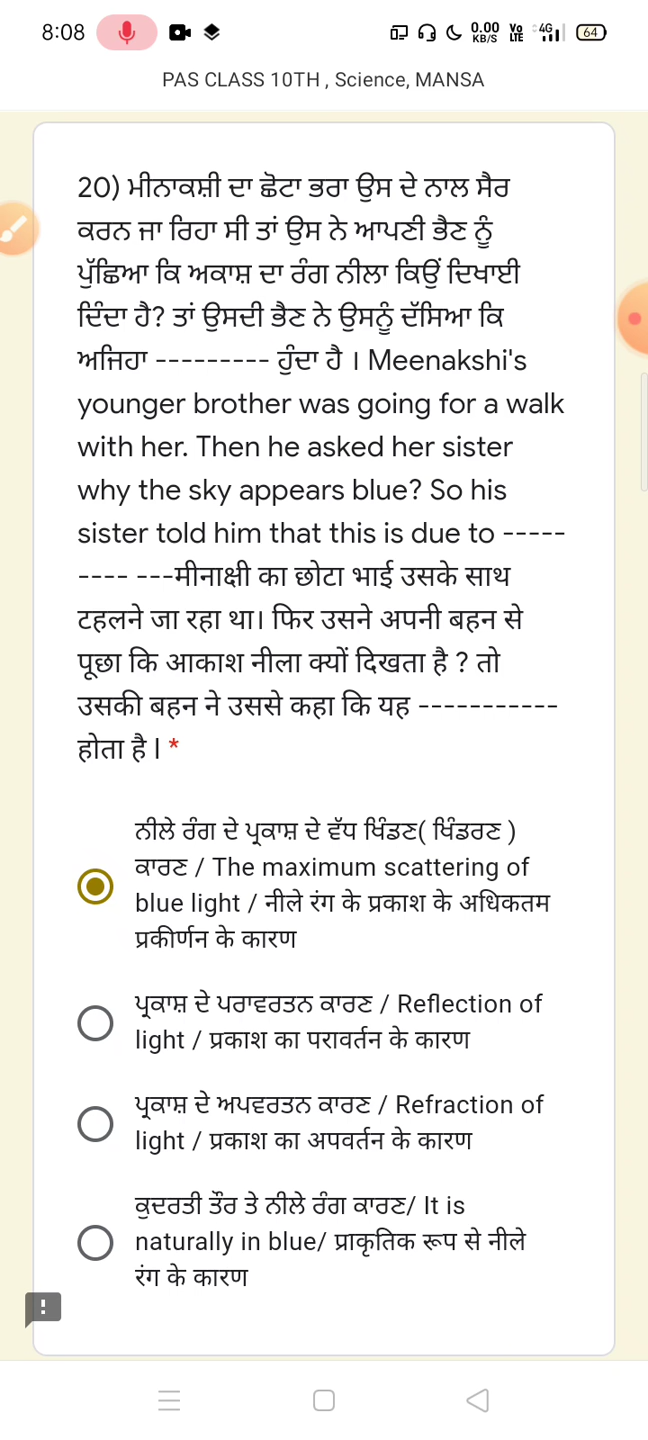 8:08
0.00
KB/S
Vo
LTE
4G
64
PAS CLASS 10TH , Science, MANSA
20) ਮੀਨਾਕਸ਼ੀ ਦਾ ਛੋਟਾ ਭਰਾ ਉਸ ਦੇ ਨਾਲ ਸੈਰ
ਕਰਨ ਜਾ ਰਿਹਾ ਸੀ ਤਾਂ ਉਸ ਨੇ ਆਪਣੀ ਭੈਣ ਨੂੰ
ਪੁੱਛਿਆ ਕਿ ਅਕਾਸ਼ ਦਾ ਰੰਗ ਨੀਲਾ ਕਿਉਂ ਦਿਖਾਈ
ਦਿੰਦਾ ਹੈ? ਤਾਂ ਉਸਦੀ ਭੈਣ ਨੇ ਉਸਨੂੰ ਦੱਸਿਆ ਕਿ
ਅਜਿਹਾ --------- ਹੁੰਦਾ ਹੈ । Meenakshi's
younger brother was going for a walk
with her. Then he asked her sister
why the sky appears blue? So his
sister told him that this is due to -----
---- ---मीनाक्षी का छोटा भाई उसके साथ
टहलने जा रहा था। फिर उसने अपनी बहन से
पूछा कि आकाश नीला क्यों दिखता है ? तो
उसकी बहन ने उससे कहा कि यह ------------
होता है l *
ਨੀਲੇ ਰੰਗ ਦੇ ਪ੍ਰਕਾਸ਼ ਦੇ ਵੱਧ ਖਿੰਡਣ( ਖਿੰਡਰਣ )
ਕਾਰਣ / The maximum scattering of
blue light / नीले रंग के प्रकाश के अधिकतम
प्रकीर्णन के कारण
ਪ੍ਰਕਾਸ਼ ਦੇ ਪਰਾਵਰਤਨ ਕਾਰਣ / Reflection of
light / प्रकाश का परावर्तन के कारण
ਪ੍ਰਕਾਸ਼ ਦੇ ਅਪਵਰਤਨ ਕਾਰਣ / Refraction of
light / प्रकाश का अपवर्तन के कारण
ਕੁਦਰਤੀ ਤੌਰ ਤੇ ਨੀਲੇ ਰੰਗ ਕਾਰਣ/ It is
naturally in blue/ प्राकृतिक रूप से नीले
रंग के कारण